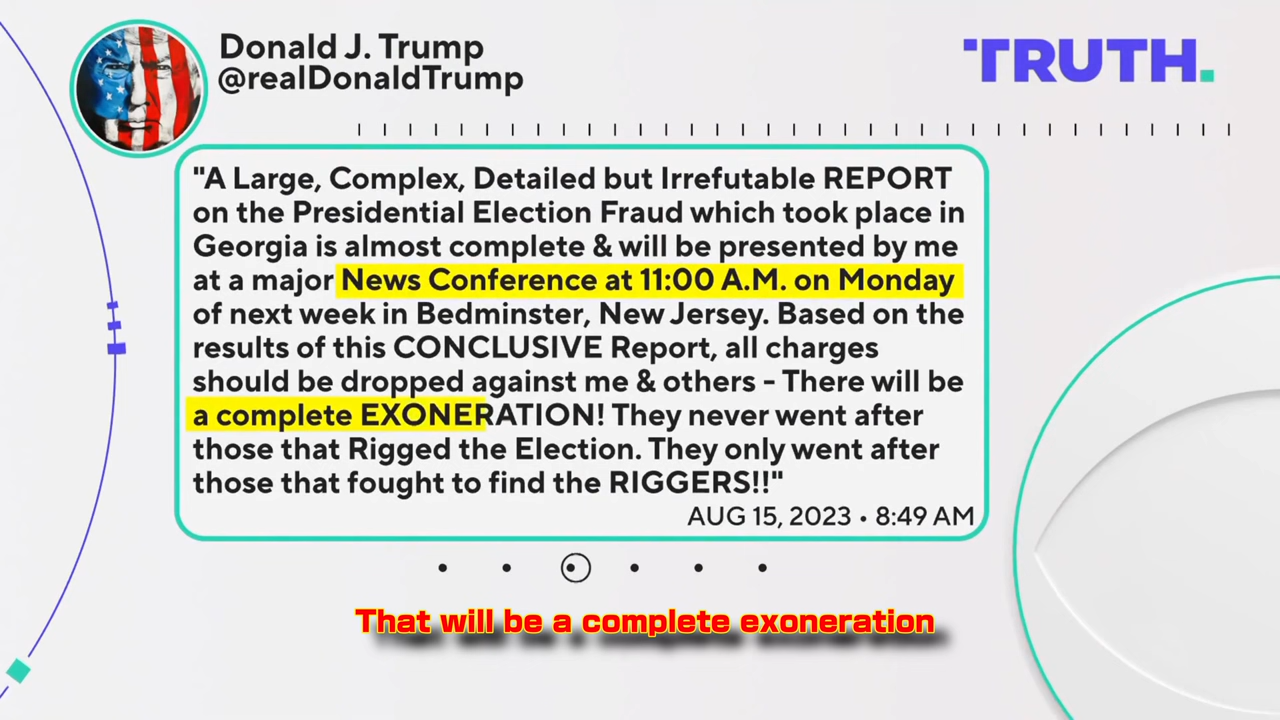 Donald J. Trump
@realDonaldTrump
TRUTH.
"A Large, Complex, Detailed but Irrefutable REPORT
on the Presidential Election Fraud which took place in
Georgia is almost complete & will be presented by me
at a major News Conference at 11:00 A.M. on Monday
of next week in Bedminster, New Jersey. Based on the
results of this CONCLUSIVE Report, all charges
should be dropped against me & others - There will be
a complete EXONERATION! They never went after
those that Rigged the Election. They only went after
those that fought to find the RIGGERS!!"
AUG 15, 2023 • 8:49 AM
That will be a complete exoneration